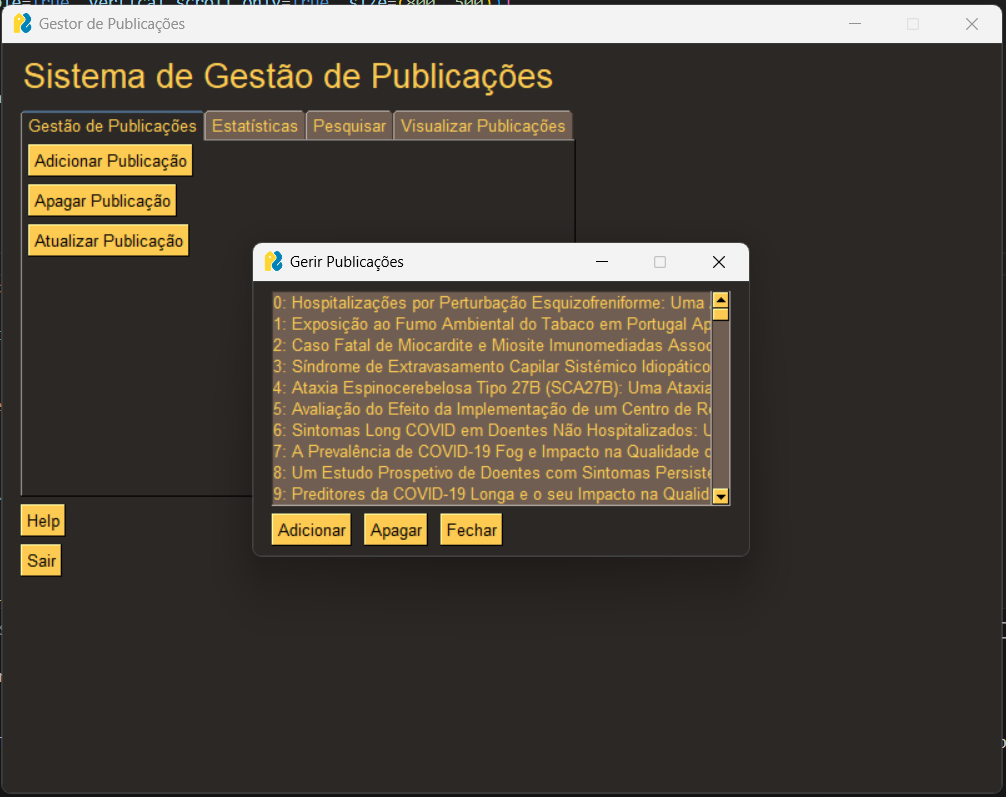 Gestor de Publicações
Sistema de Gestão de Publicações
Gestão de Publicações Estatísticas Pesquisar Visualizar Publicações
Adicionar Publicação
Apagar Publicação
Atualizar Publicação
Gerir Publicações
0: Hospitalizações por Perturbação Esquizofreniforme: Uma
1: Exposição ao Fumo Ambiental do Tabaco em Portugal Ap
2: Caso Fatal de Miocardite e Miosite Imunomediadas Assoc
3: Síndrome de Extravasamento Capilar Sistémico Idiopático
4: Ataxia Espinocerebelosa Tipo 27B (SCA27B): Uma Ataxia
5: Avaliação do Efeito da Implementação de um Centro de Re
6: Sintomas Long COVID em Doentes Não Hospitalizados: U
7: A Prevalência de COVID-19 Fog e Impacto na Qualidade
8: Um Estudo Prospetivo de Doentes com Sintomas Persiste
9: Preditores da COVID-19 Longa e o seu Impacto na Qualid
Adicionar Apagar Fechar
Help
Sair